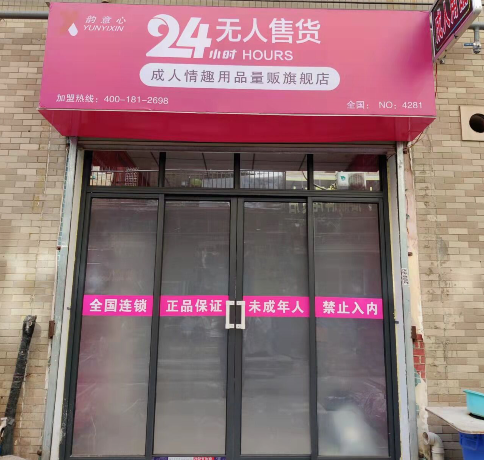 韵意心
YUNYIXIN
24小时 HOURS
无人售货
成人情趣用品量贩旗舰店
加盟热线：400-181-2698
全国： NO：4281
全国连锁
正品保证
未成年人
禁止入内